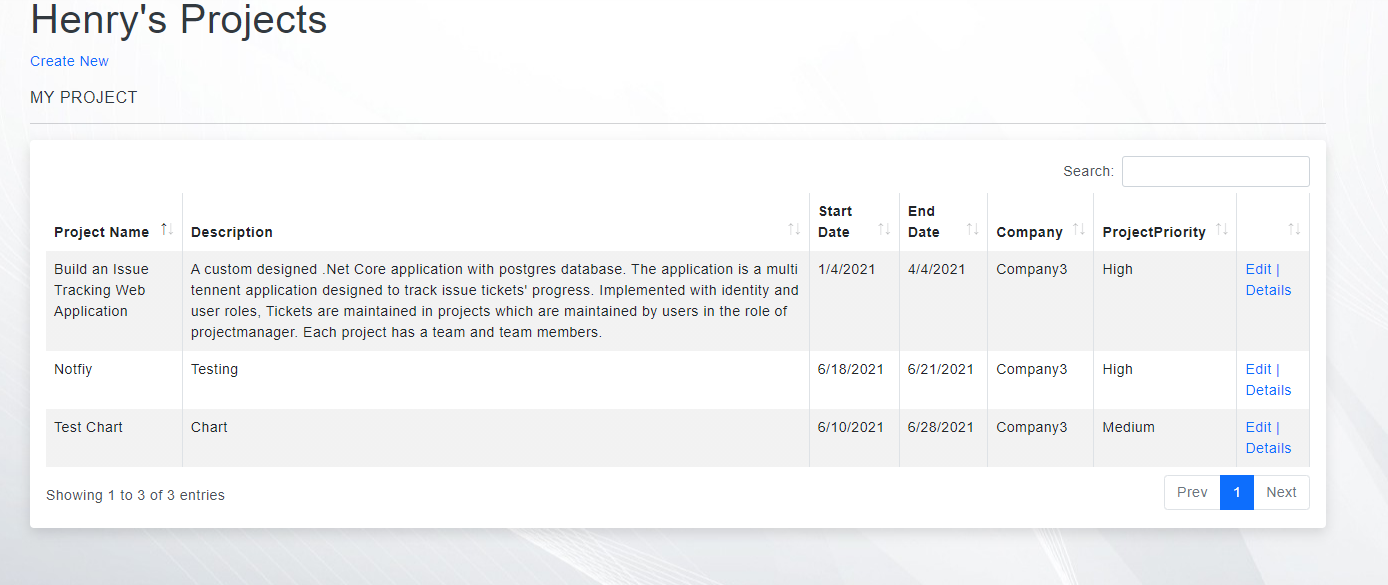 Henry's Projects
Create New
MY PROJECT
Search:
Project Name
Description
Start
Date
End
Date
Company
ProjectPriority
Build an Issue
Tracking Web
Application
A custom designed .Net Core application with postgres database. The application is a multi
tennent application designed to track issue tickets' progress. Implemented with identity and
user roles, Tickets are maintained in projects which are maintained by users in the role of
projectmanager. Each project has a team and team members.
1/4/2021
4/4/2021
Company3
High
Edit |
Details
Notfiy
Testing
6/18/2021
6/21/2021
Company3
High
Edit |
Details
Test Chart
Chart
6/10/2021
6/28/2021
Company3
Medium
Edit |
Details
Showing 1 to 3 of 3 entries
Prev
1
Next